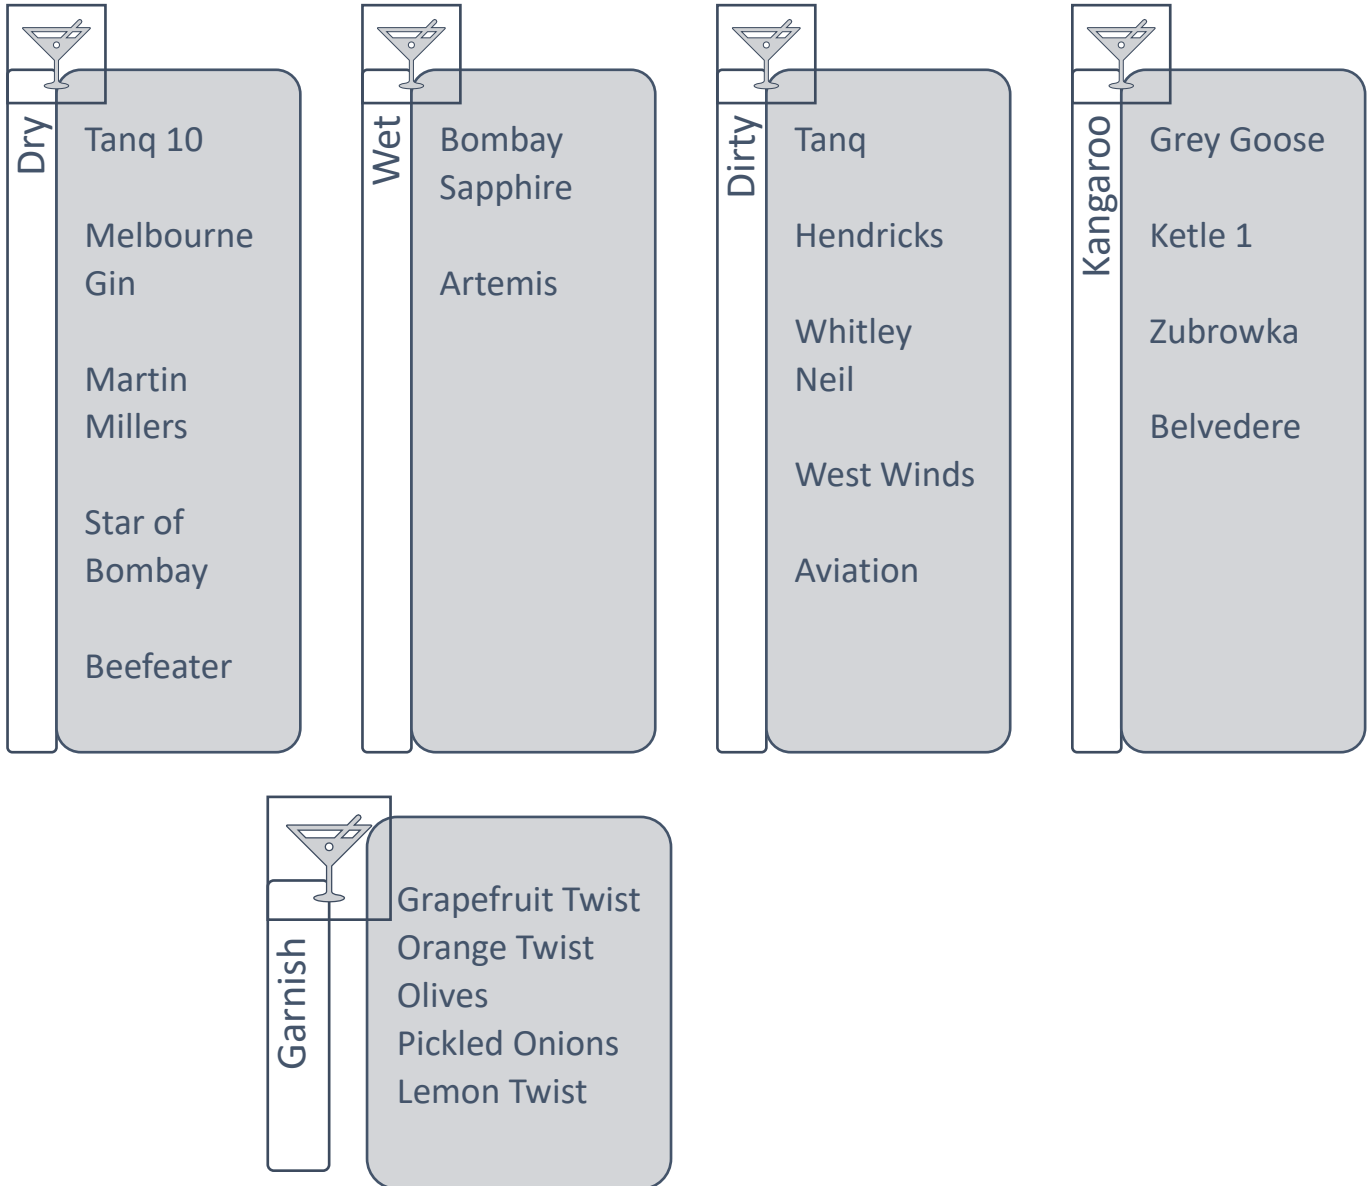 Dry
Tanq 10
Melbourne
Gin
Martin
Millers
Star of
Bombay
Beefeater
Wet
Bombay
Sapphire
Artemis
Dirty
Tanq
Hendricks
Whitley
Neil
West Winds
Aviation
Kangaroo
Grey Goose
Ketle 1
Zubrowka
Belvedere
Garnish
Grapefruit Twist
Orange Twist
Olives
Pickled Onions
Lemon Twist